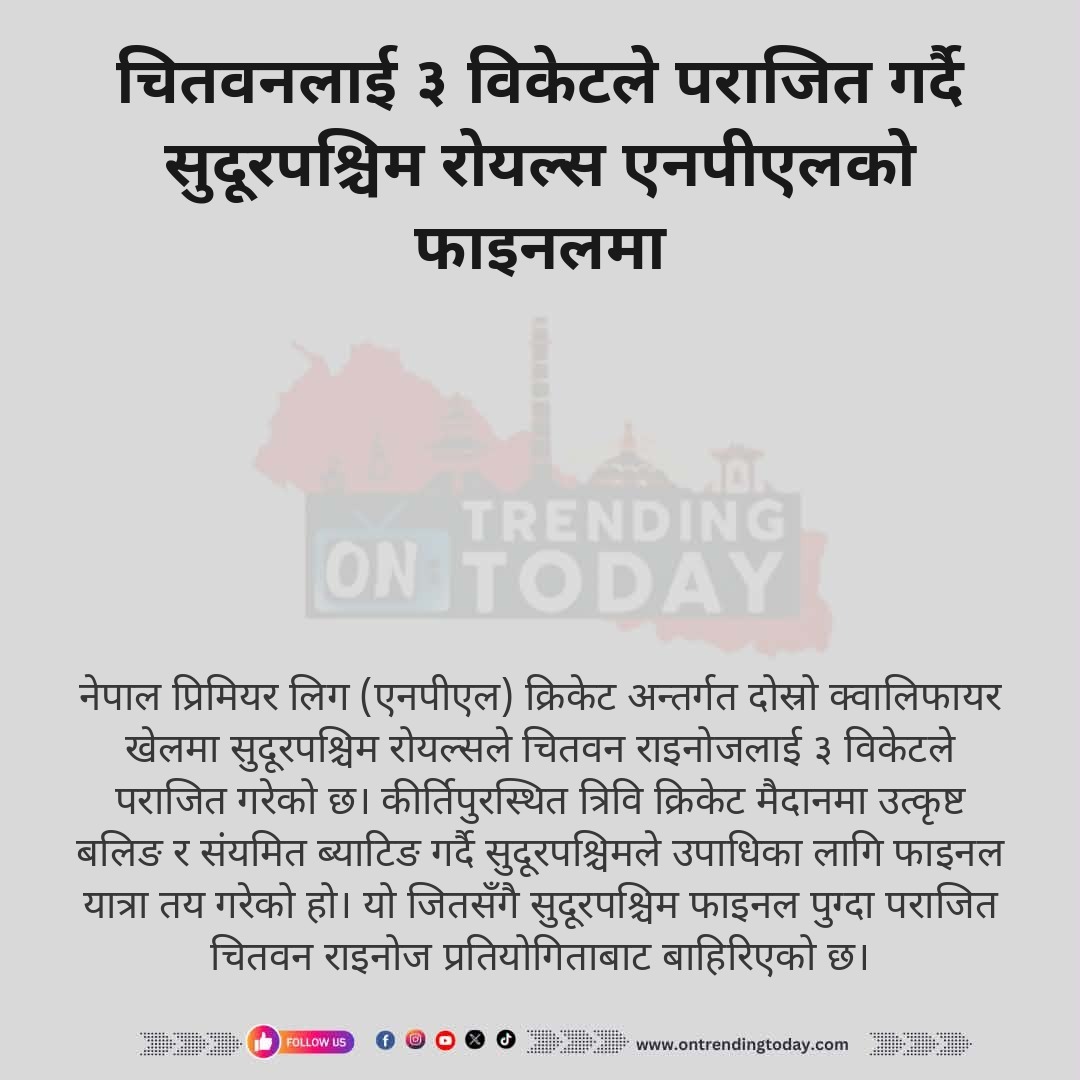 चितवनलाई ३ विकेटले पराजित गर्दै
सुदूरपश्चिम रोयल्स एनपीएलको
फाइनलमा
ON TRENDING
TODAY
नेपाल प्रिमियर लिग (एनपीएल) क्रिकेट अन्तर्गत दोस्रो क्वालिफायर
खेलमा सुदूरपश्चिम रोयल्सले चितवन राइनोजलाई ३ विकेटले
पराजित गरेको छ। कीर्तिपुरस्थित त्रिवि क्रिकेट मैदानमा उत्कृष्ट
बलिङ र संयमित ब्याटिङ गर्दै सुदूरपश्चिमले उपाधिका लागि फाइनल
यात्रा तय गरेको हो। यो जितसँगै सुदूरपश्चिम फाइनल पुग्दा पराजित
चितवन राइनोज प्रतियोगिताबाट बाहिरिएको छ।
FOLLOW US www.ontrendingtoday.com